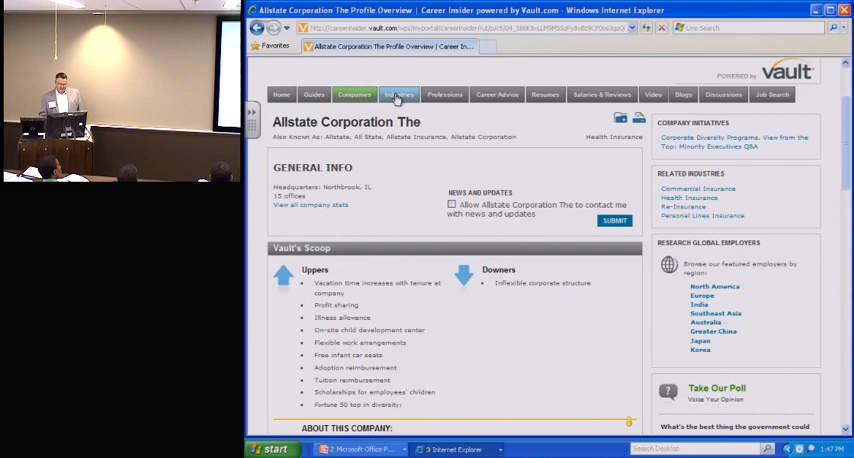 Allstate Corporation The Profile Overview | Career Insider powered by Vault.com - Windows Internet Explorer
vault.com
Live Search
Favorites
Allstate Corporation The Profile Overview | Career In...
POWERED BY VAULT
Home
Guides
Companies
Industries
Professions
Career Advice
Resumes
Salaries & Reviews
Video
Blogs
Discussions
Job Search
Allstate Corporation The
Also Known As: Allstate, All State, Allstate Insurance, Allstate Corporation
Health Insurance
GENERAL INFO
Headquarters: Northbrook, IL
15 offices
View all company stats
NEWS AND UPDATES
Allow Allstate Corporation The to contact me
with news and updates
SUBMIT
Vault's Scoop
Uppers
• Vacation time increases with tenure at
company
• Profit sharing
• Illness allowance
• On-site child development center
• Flexible work arrangements
• Free infant car seats
• Adoption reimbursement
• Tuition reimbursement
• Scholarships for employees' children
• Fortune 50 top in diversity;
Downers
• Inflexible corporate structure
ABOUT THIS COMPANY:
COMPANY INITIATIVES
Corporate Diversity Programs, View from the
Top: Minority Executives Q&A
RELATED INDUSTRIES
Commercial Insurance
Health Insurance
Re-Insurance
Personal Lines Insurance
RESEARCH GLOBAL EMPLOYERS
Browse our featured employers by
region:
North America
Europe
India
Southeast Asia
Australia
Greater China
Japan
Korea
Take Our Poll
Voice Your Opinion
What's the best thing the government could
start
2 Microsoft Office P...
3 Internet Explorer
Search Desktop
1:47 PM